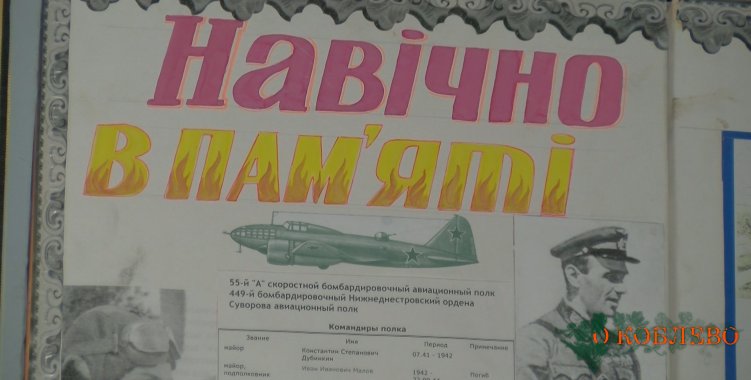 Навічно
в пам'яті
55-й "А" скоростной бомбардировочный авиационный полк
449-й бомбардировочный Нижнеднестровский ордена
Суворова авиационный полк
Командиры полка
Звание Имя Период Примечание
майор Константин Степанович Дубинкин 07.41 - 1942
майор, подполковник Иван Иванович Малов 1942 - Погиб
О КОБЛЕВО